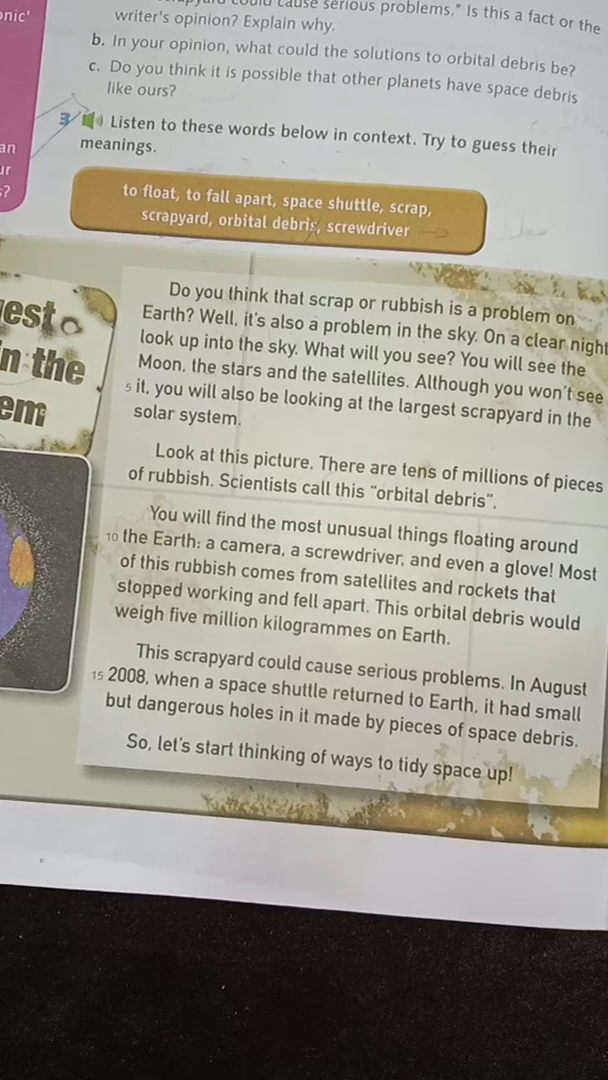 could cause serious problems." Is this a fact or the
writer's opinion? Explain why.
b. In your opinion, what could the solutions to orbital debris be?
c. Do you think it is possible that other planets have space debris
like ours?
3 Listen to these words below in context. Try to guess their
meanings.
to float, to fall apart, space shuttle, scrap,
scrapyard, orbital debris, screwdriver
in the
Do you think that scrap or rubbish is a problem on
Earth? Well, it's also a problem in the sky. On a clear night
look up into the sky. What will you see? You will see the
Moon, the stars and the satellites. Although you won't see
5 it, you will also be looking at the largest scrapyard in the
solar system.
Look at this picture. There are tens of millions of pieces
of rubbish. Scientists call this "orbital debris".
You will find the most unusual things floating around
10 the Earth: a camera, a screwdriver, and even a glove! Most
of this rubbish comes from satellites and rockets that
stopped working and fell apart. This orbital debris would
weigh five million kilogrammes on Earth.
This scrapyard could cause serious problems. In August
15 2008, when a space shuttle returned to Earth, it had small
but dangerous holes in it made by pieces of space debris.
So, let's start thinking of ways to tidy space up!